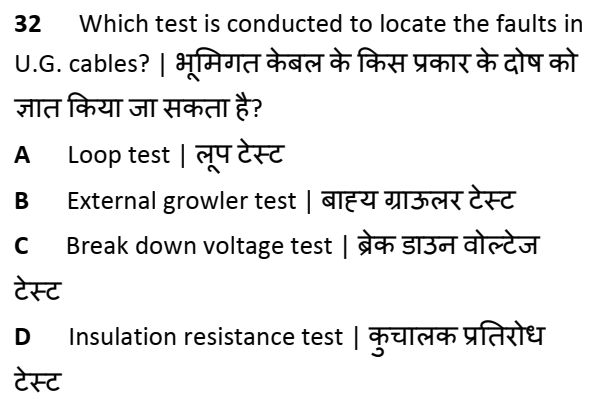 32 Which test is conducted to locate the faults in
U.G. cables? | भूमिगत केबल के किस प्रकार के दोष को
ज्ञात किया जा सकता है?
A Loop test | लूप टेस्ट
B External growler test | बाह्य ग्राऊलर टेस्ट
C Break down voltage test | ब्रेक डाउन वोल्टेज
टेस्ट
D Insulation resistance test | कुचालक प्रतिरोध
टेस्ट